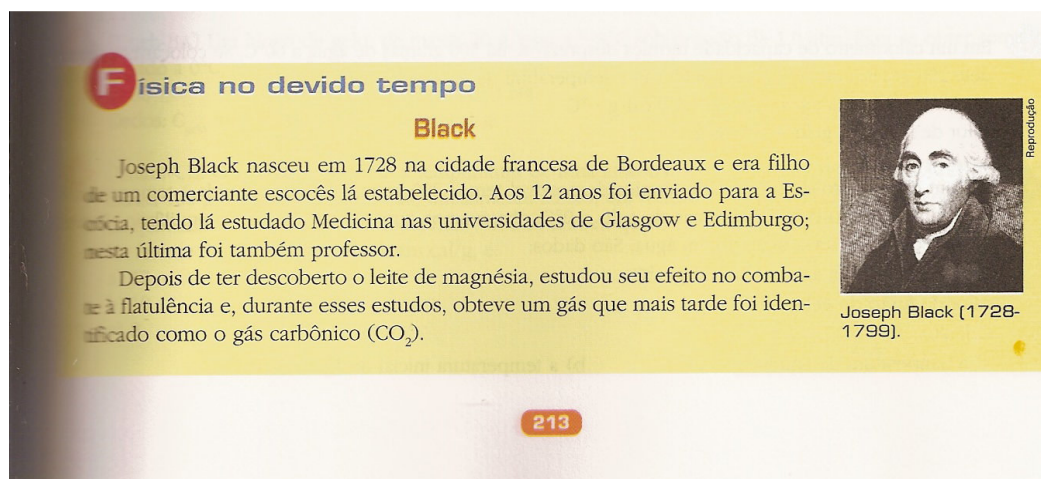 Física no devido tempo
Black
Joseph Black nasceu em 1728 na cidade francesa de Bordeaux e era filho
de um comerciante escocês lá estabelecido. Aos 12 anos foi enviado para a Es-
cócia, tendo lá estudado Medicina nas universidades de Glasgow e Edimburgo;
nesta última foi também professor.
Depois de ter descoberto o leite de magnésia, estudou seu efeito no comba-
te à flatulência e, durante esses estudos, obteve um gás que mais tarde foi iden-
tificado como o gás carbônico (CO₂).
Reprodução
Joseph Black (1728-
1799).
213